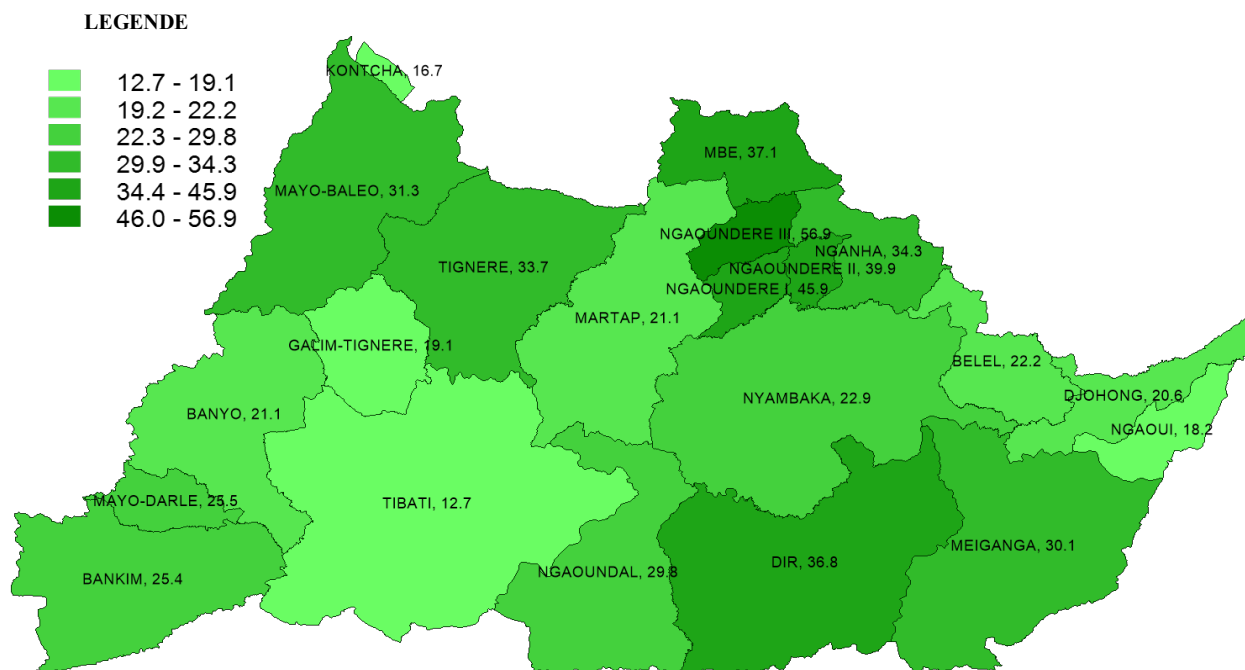 LEGENDE
12.7 - 19.1
19.2 - 22.2
22.3 - 29.8
29.9 - 34.3
34.4 - 45.9
46.0 - 56.9
KONTCHA, 16.7
MBE, 37.1
MAYO-BALEO, 31.3
NGAOUNDERE III, 56.9
NGANHA, 34.3
TIGNERE, 33.7
NGAOUNDERE II, 39.9
NGAOUNDERE I, 45.9
MARTAP, 21.1
GALIM-TIGNERE, 19.1
BELEL, 22.2
DJOHONG, 20.6
NYAMBAKA, 22.9
BANYO, 21.1
NGAOUI, 18.2
MAYO-DARLE, 25.5
TIBATI, 12.7
MEIGANGA, 30.1
DIR, 36.8
NGAOUNDAL, 29.8
BANKIM, 25.4